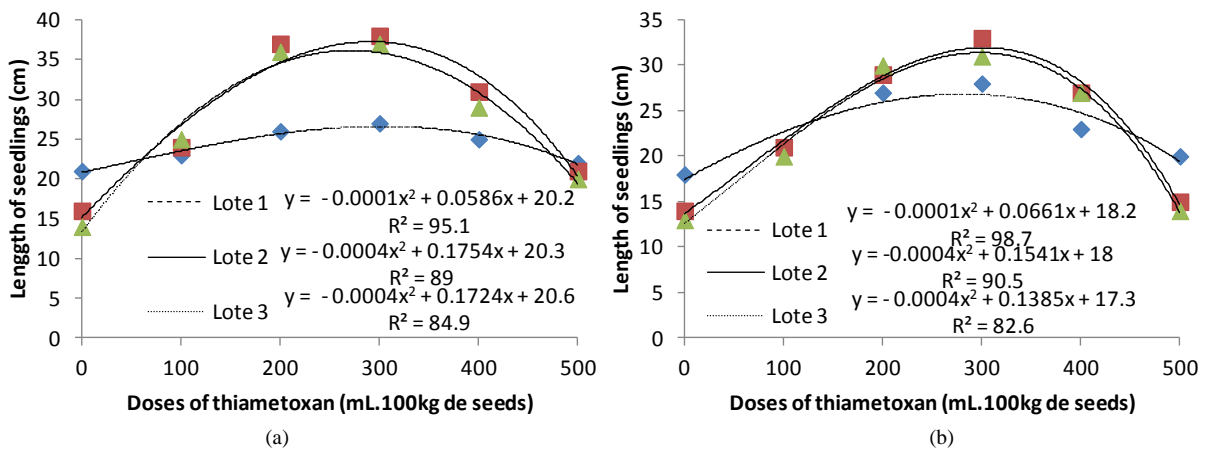 40
35
30
25
20
15
10
5
0
Lenggth of seedlings (cm)
Lote 1 y = - 0.0001x² + 0.0586x + 20.2
R² = 95.1
Lote 2 y = -0.0004x² + 0.1754x + 20.3
R² = 89
Lote 3 y = - 0.0004x² + 0.1724x + 20.6
R² = 84.9
0 100 200 300 400 500
Doses of thiametoxan (mL.100kg de seeds)
(a)
35
30
25
20
15
10
5
0
Length of seedlings (cm)
Lote 1 y = - 0.0001x² + 0.0661x + 18.2
R² = 98.7
Lote 2 y = -0.0004x² + 0.1541x + 18
R² = 90.5
Lote 3 y = - 0.0004x² + 0.1385x + 17.3
R² = 82.6
0 100 200 300 400 500
Doses of thiametoxan (mL.100kg de seeds)
(b)